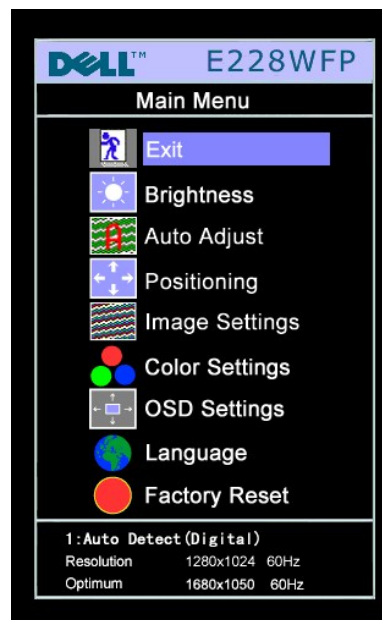 DELL™ E228WFP
Main Menu
Exit
Brightness
Auto Adjust
Positioning
Image Settings
Color Settings
OSD Settings
Language
Factory Reset
1:Auto Detect(Digital)
Resolution 1280x1024 60Hz
Optimum 1680x1050 60Hz